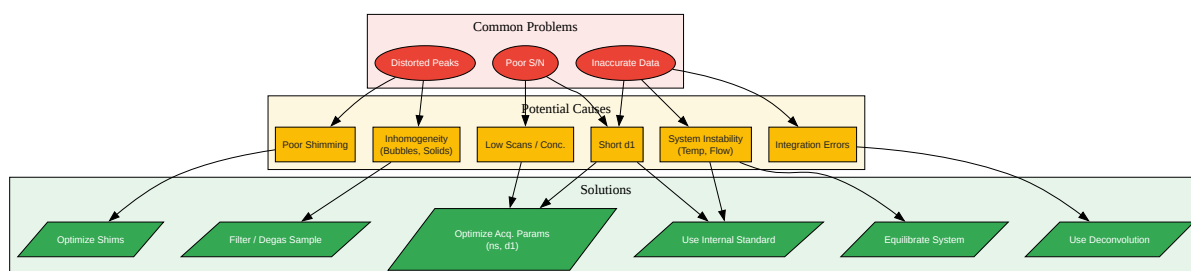 Common Problems
Distorted Peaks
Poor S/N
Inaccurate Data
Potential Causes
Poor Shimming
Inhomogeneity
(Bubbles, Solids)
Low Scans / Conc.
Short d1
System Instability
(Temp, Flow)
Integration Errors
Solutions
Optimize Shims
Filter / Degas Sample
Optimize Acq. Params
(ns, d1)
Use Internal Standard
Equilibrate System
Use Deconvolution